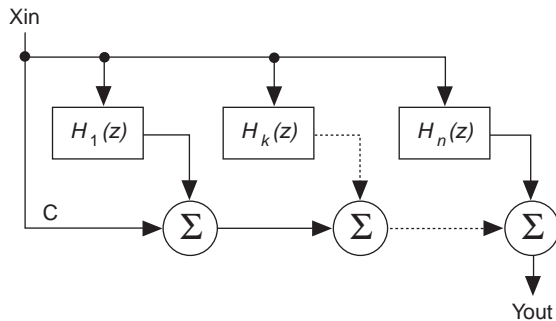 Xin
H1(z)
Hk(z)
Hn(z)
C
Σ
Σ
Σ
Yout